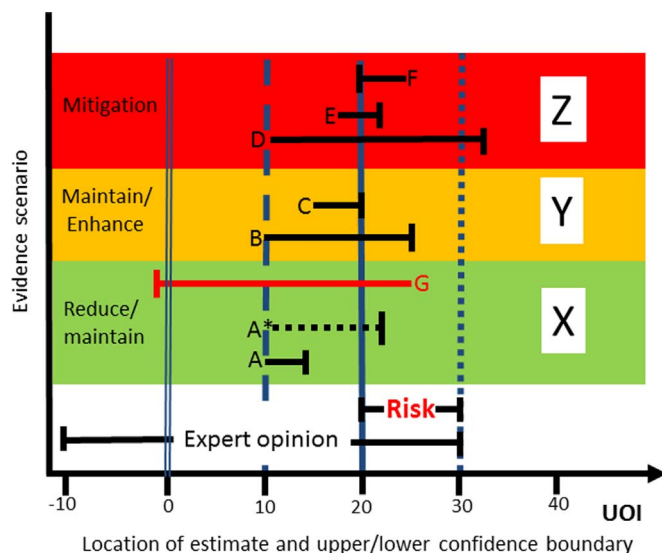 Evidence scenario
Mitigation
F
E
D
Z
Maintain/
Enhance
C
B
Y
G
Reduce/
maintain
A*
A
X
Risk
Expert opinion
-10 0 10 20 30 40
UOI
Location of estimate and upper/lower confidence boundary